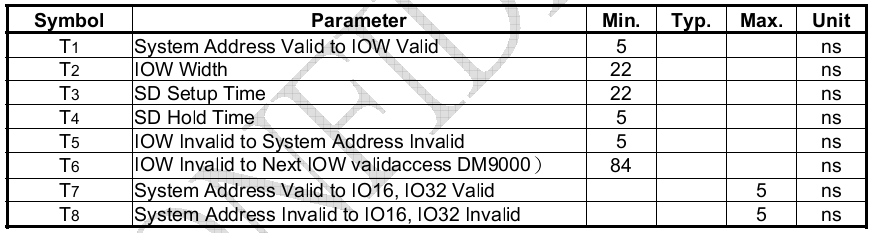 Symbol Parameter Min. Typ. Max. Unit
T1 System Address Valid to IOW Valid 5 ns
T2 IOW Width 22 ns
T3 SD Setup Time 22 ns
T4 SD Hold Time 5 ns
T5 IOW Invalid to System Address Invalid 5 ns
T6 IOW Invalid to Next IOW validaccess DM9000） 84 ns
T7 System Address Valid to IO16, IO32 Valid 5 ns
T8 System Address Invalid to IO16, IO32 Invalid 5 ns